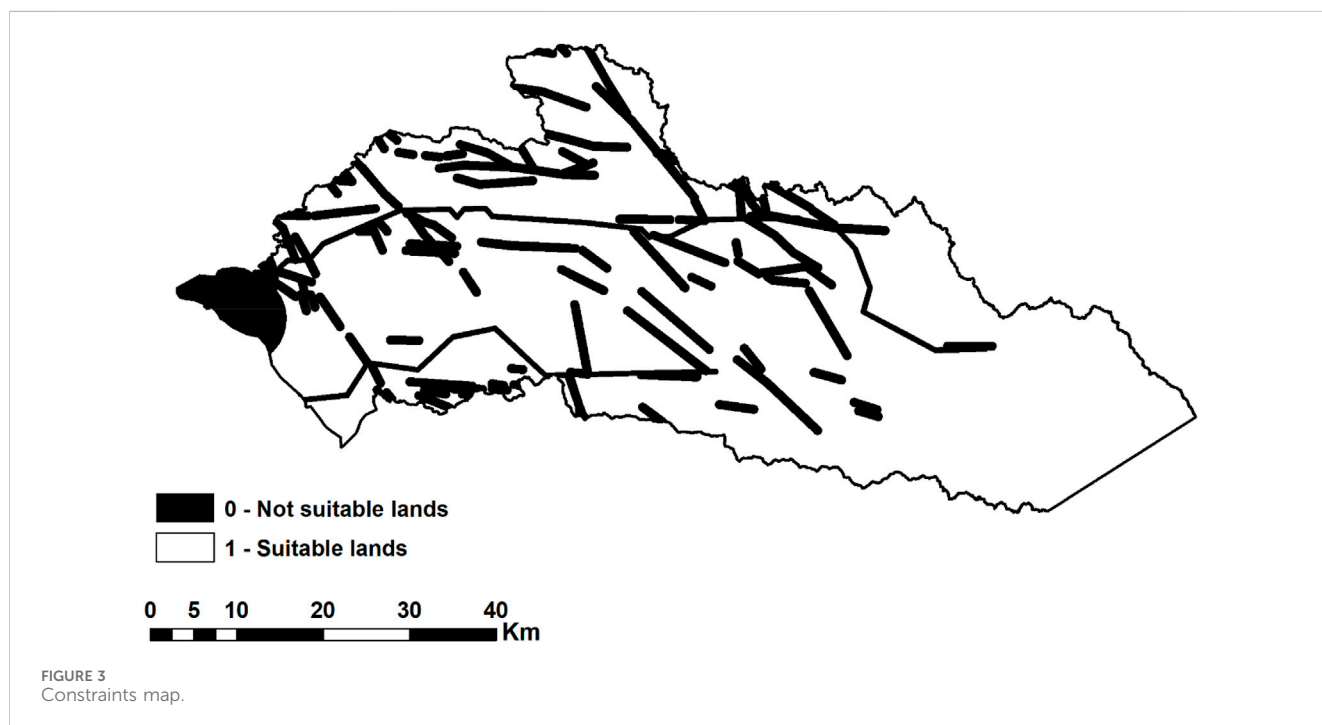 0 - Not suitable lands
1 - Suitable lands
0 5 10 20 30 40
Km
FIGURE 3
Constraints map.